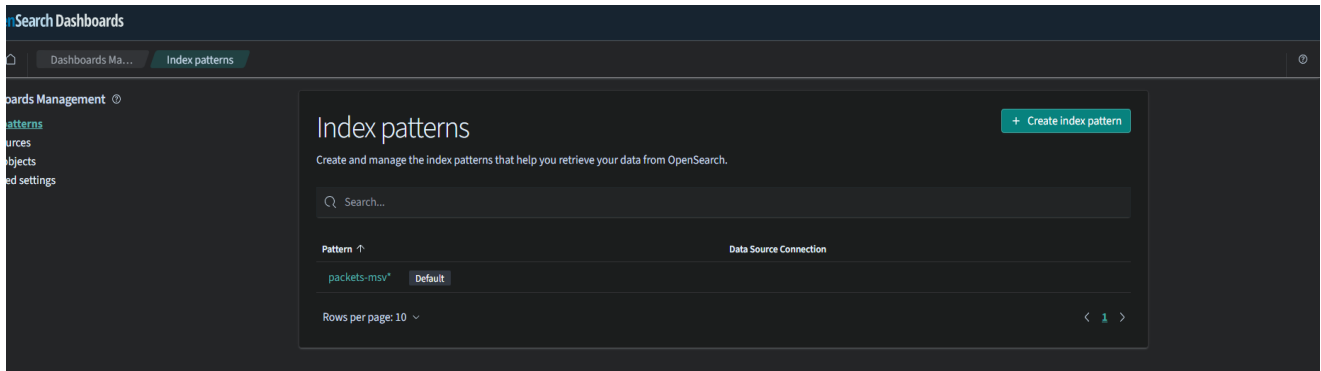 nSearch Dashboards
Dashboards Ma... Index patterns
oards Management
atterns
urces
bjects
ed settings
Index patterns
+ Create index pattern
Create and manage the index patterns that help you retrieve your data from OpenSearch.
Search...
Pattern ↑ Data Source Connection
packets-msv* Default
Rows per page: 10
< 1 >